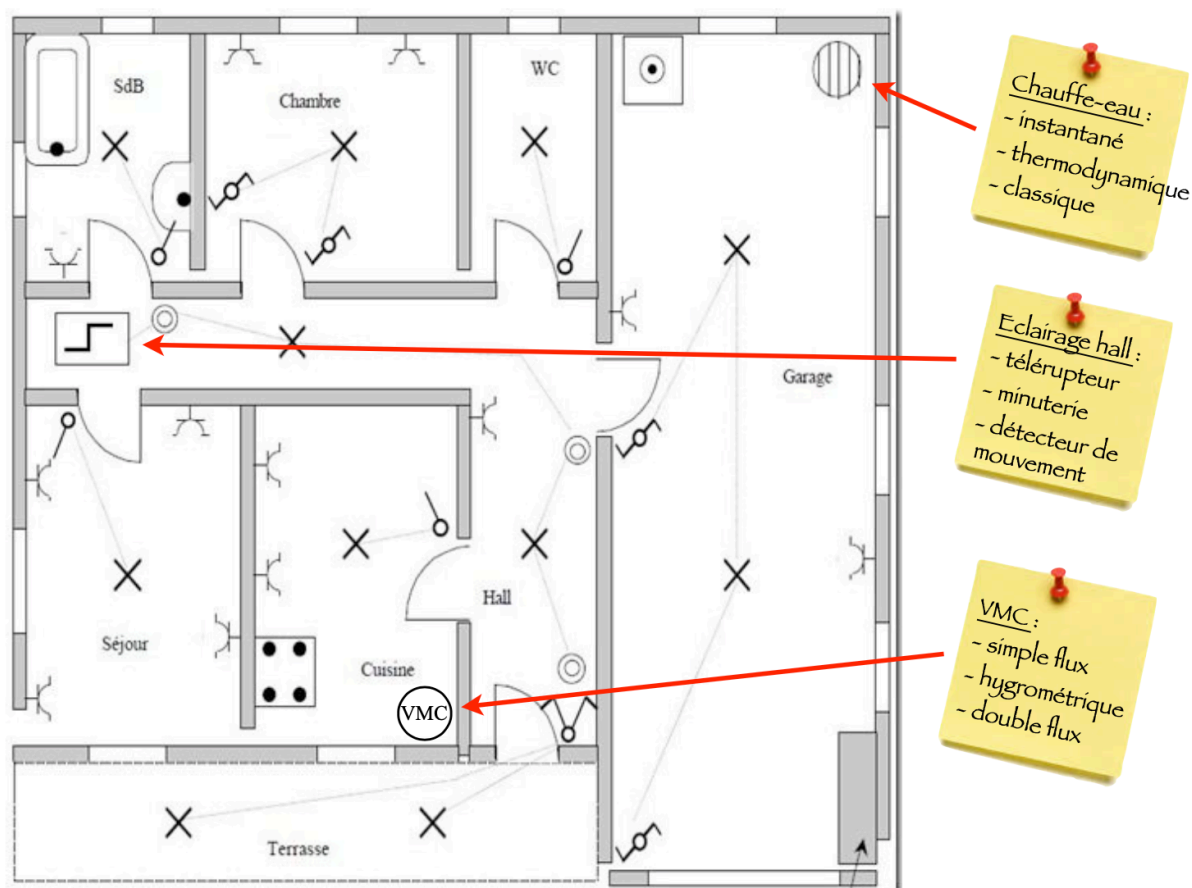 SdB
Chambre
WC
Garage
Séjour
Cuisine
Hall
VMC
Terrasse
Chauffe-eau :
- instantané
- thermodynamique
- classique
Eclairage hall :
- télérupteur
- minuterie
- détecteur de
mouvement
VMC :
- simple flux
- hygrométrique
- double flux